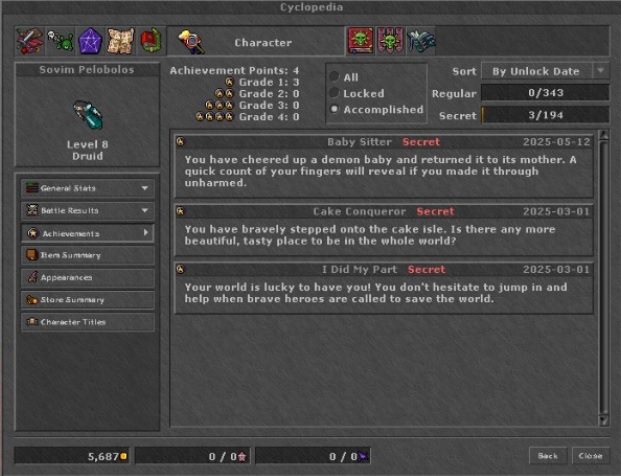 Cyclopedia
Character
Sovim Pelobolos
Level 8
Druid
General Stats
Battle Results
Achievements
Item Summary
Appearances
Store Summary
Character Titles
Achievement Points: 4
Grade 1: 3
Grade 2: 0
Grade 3: 0
Grade 4: 0
All
Locked
Accomplished
Sort By Unlock Date
Regular 0/343
Secret 3/194
Baby Sitter Secret 2025-05-12
You have cheered up a demon baby and returned it to its mother. A
quick count of your fingers will reveal if you made it through
unharmed.
Cake Conqueror Secret 2025-03-01
You have bravely stepped onto the cake isle. Is there any more
beautiful, tasty place to be in the whole world?
I Did My Part Secret 2025-03-01
Your world is lucky to have you! You don't hesitate to jump in and
help when brave heroes are called to save the world.
5,687
0 / 0
0 / 0
Back
Close